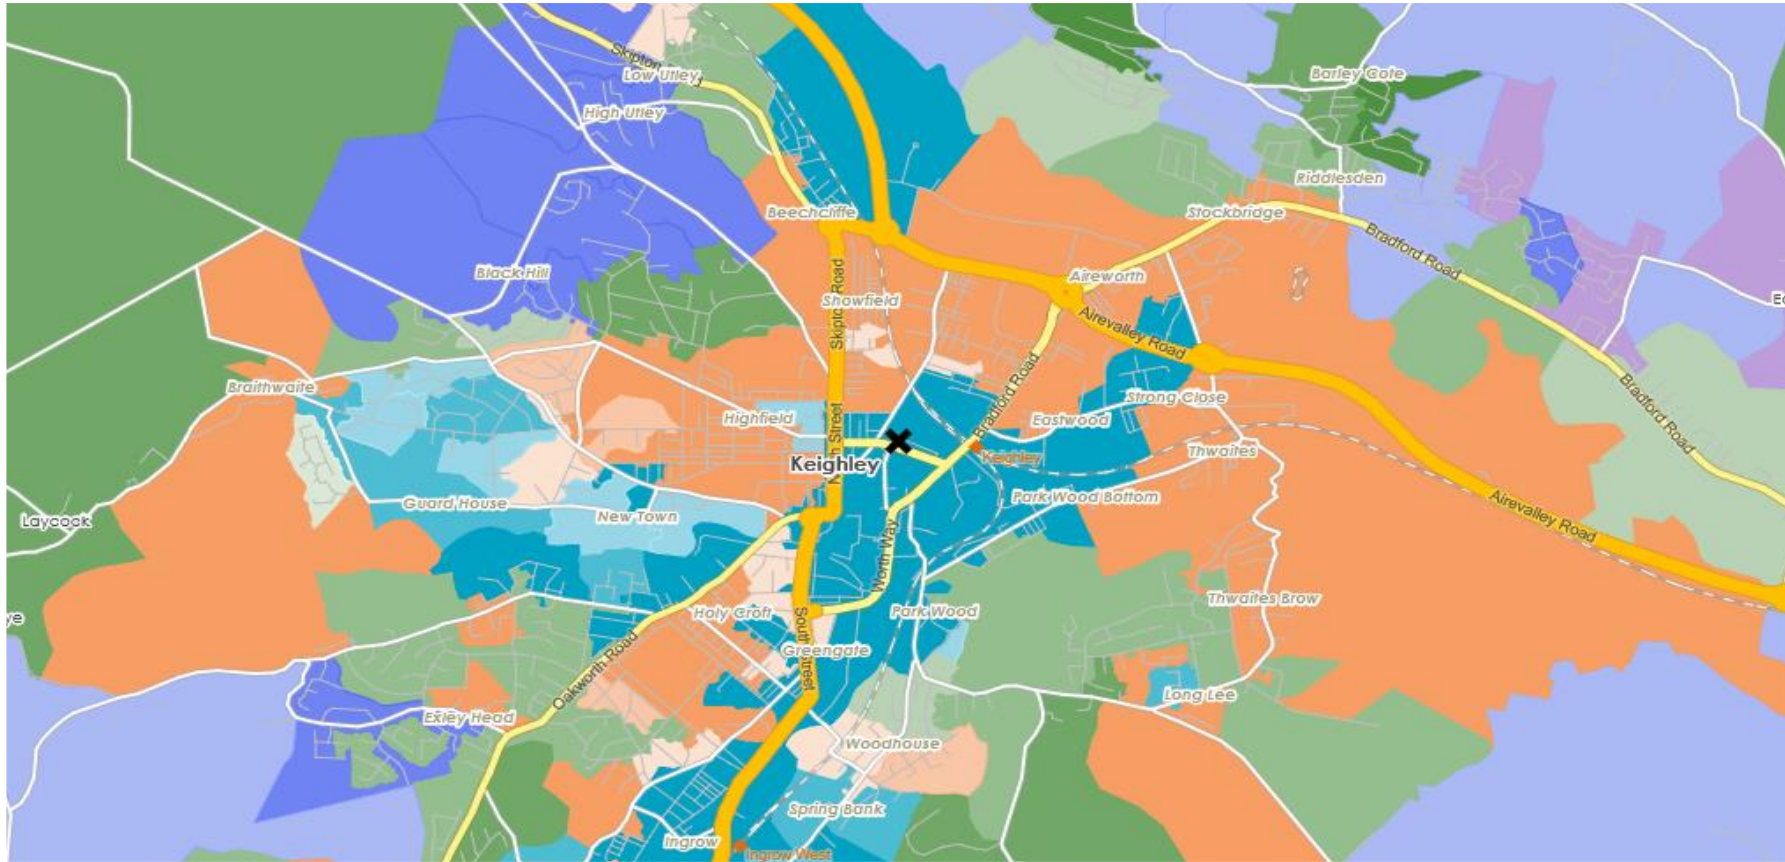 Skipton Road
Low Utley
Barley Cote
High Utley
Riddlesden
Beechcliffe
Stockbridge
Bradford Road
Black Hill
Aireworth
Showfield
Skipton Road
Airevalley Road
Bradford Road
Braithwaite
Highfield
North Street
Eastwood
Strong Close
Bradford Road
Keighley
Keighley
Thwaites
Guard House
New Town
Park Wood Bottom
Airevalley Road
Laycock
Worth Way
Thwaites Brow
Holy Croft
Park Wood
South Street
Greengate
Oakworth Road
Long Lee
Exley Head
Woodhouse
Spring Bank
Ingrow
Ingrow West